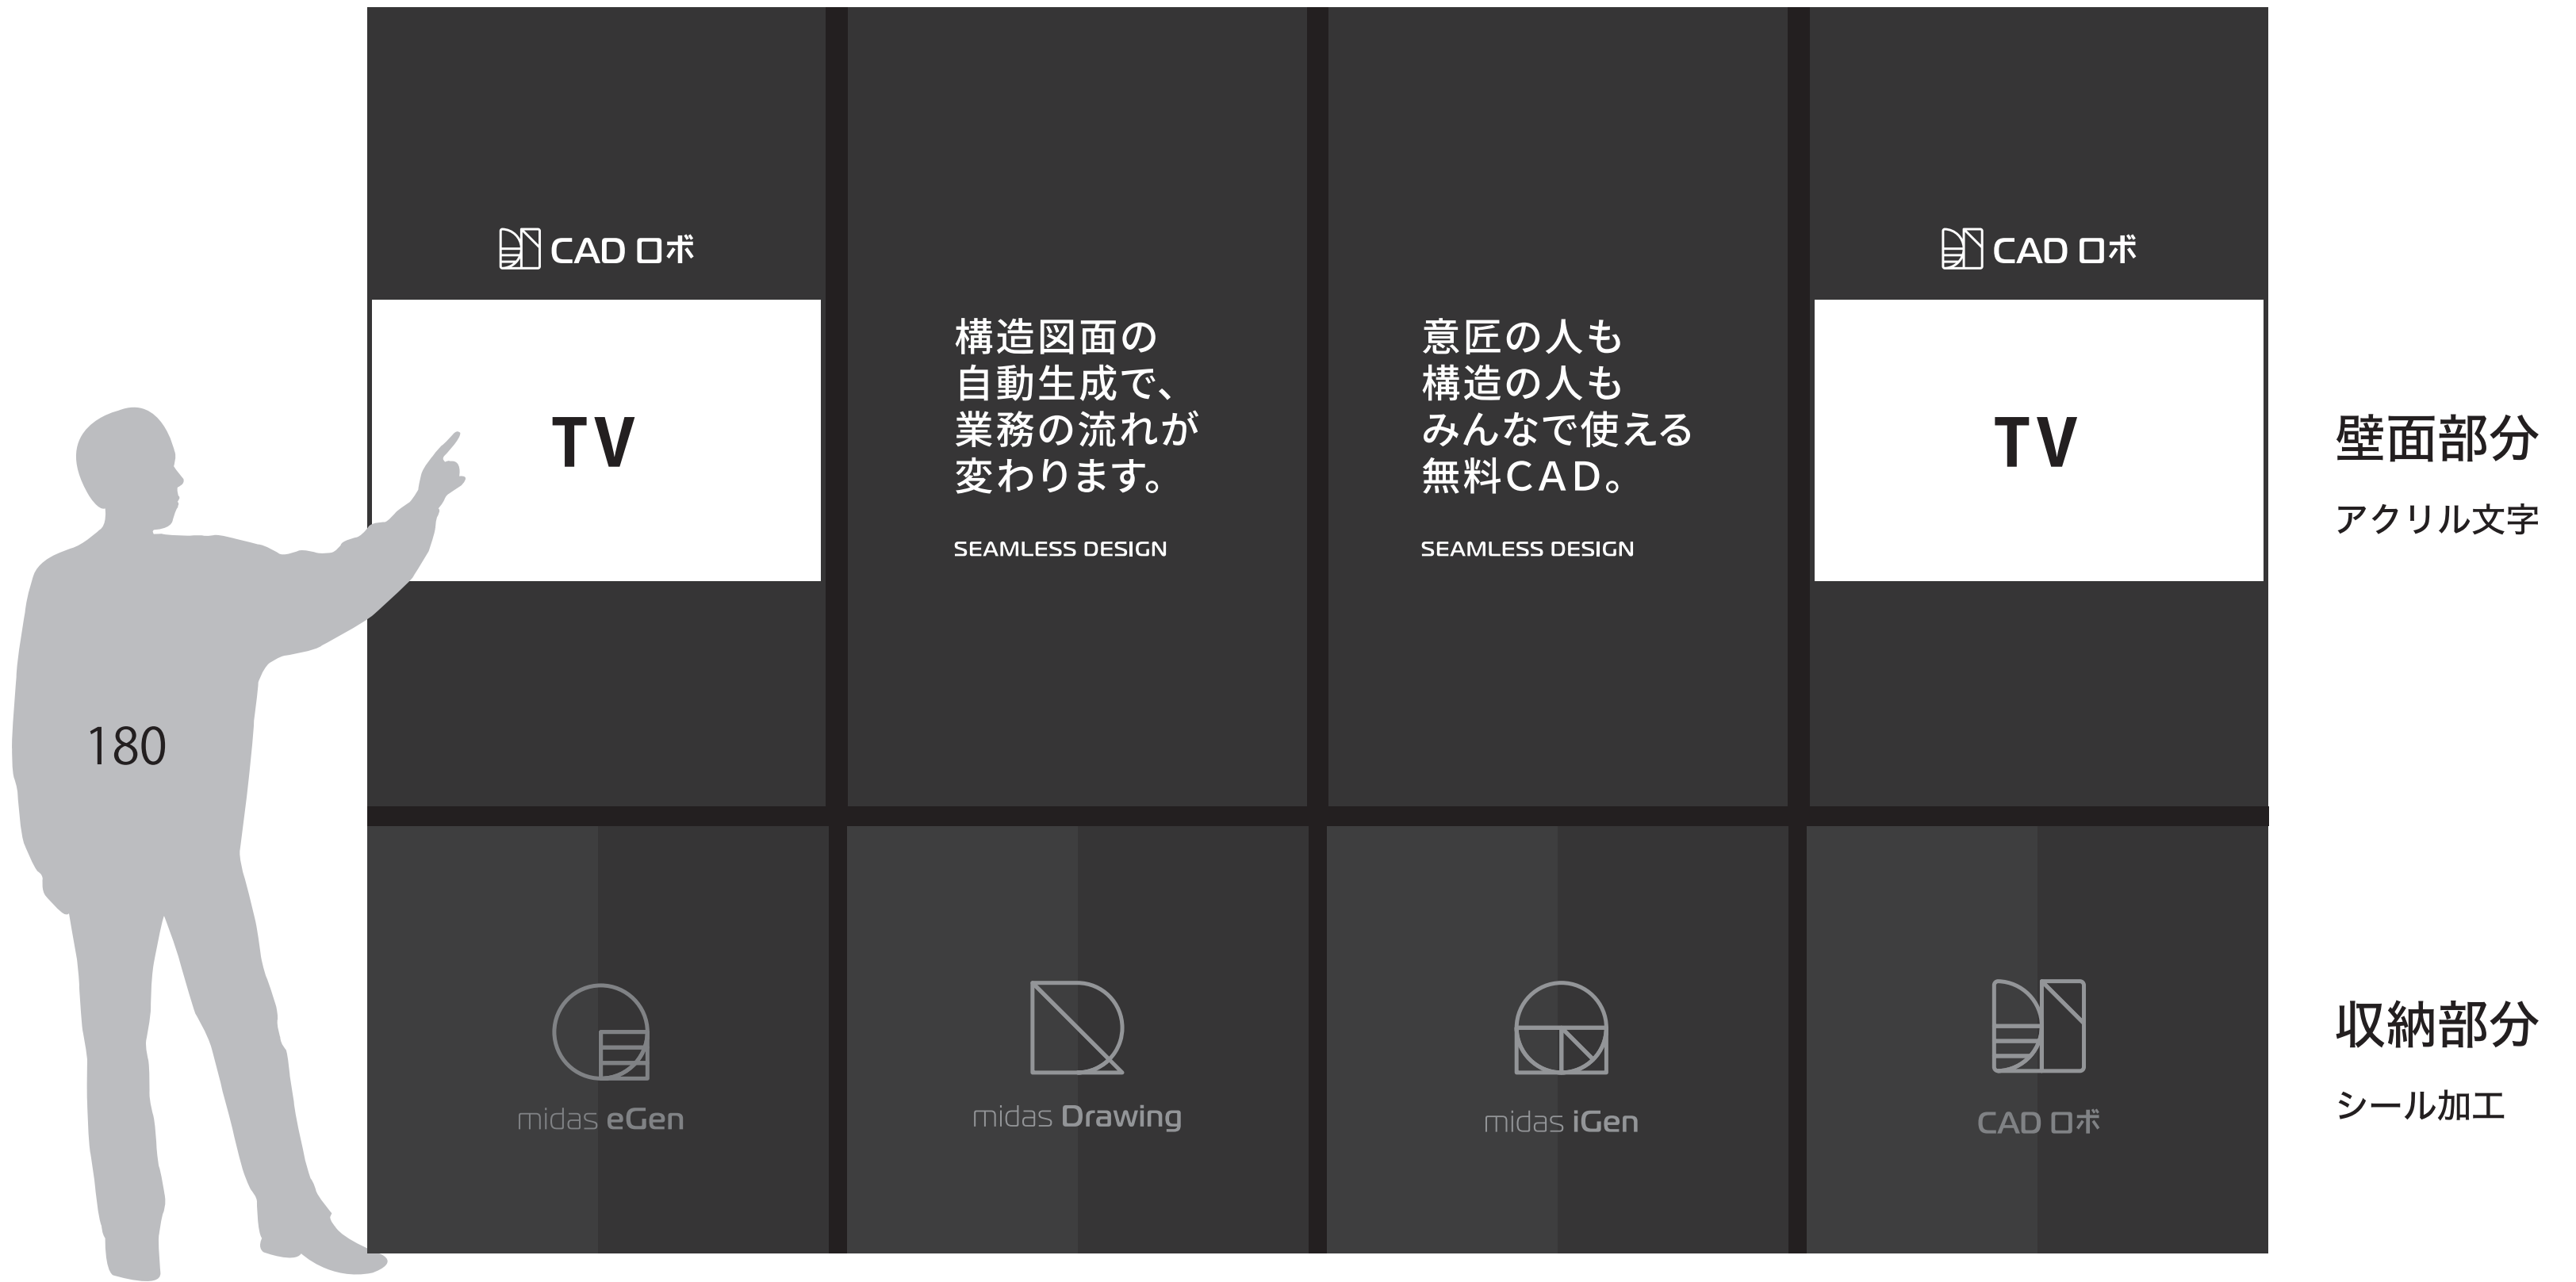 CAD ロボ
TV
構造図面の
自動生成で、
業務の流れが
変わります。
SEAMLESS DESIGN
意匠の人も
構造の人も
みんなで使える
無料CAD。
SEAMLESS DESIGN
CAD ロボ
TV
壁面部分
アクリル文字
180
midas eGen
midas Drawing
midas iGen
CAD ロボ
収納部分
シール加工